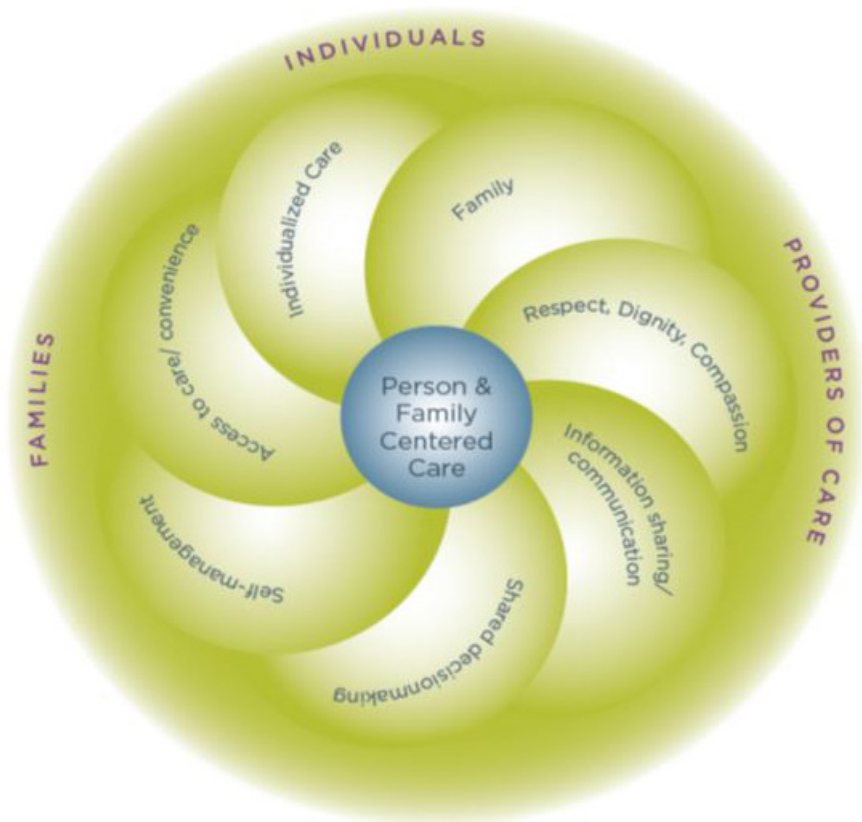 INDIVIDUALS
PROVIDERS OF CARE
FAMILIES
Individualized Care
Family
Respect, Dignity, Compassion
Information sharing/
communication
Shared decisionmaking
Self-management
Access to care/ convenience
Person &
Family
Centered
Care